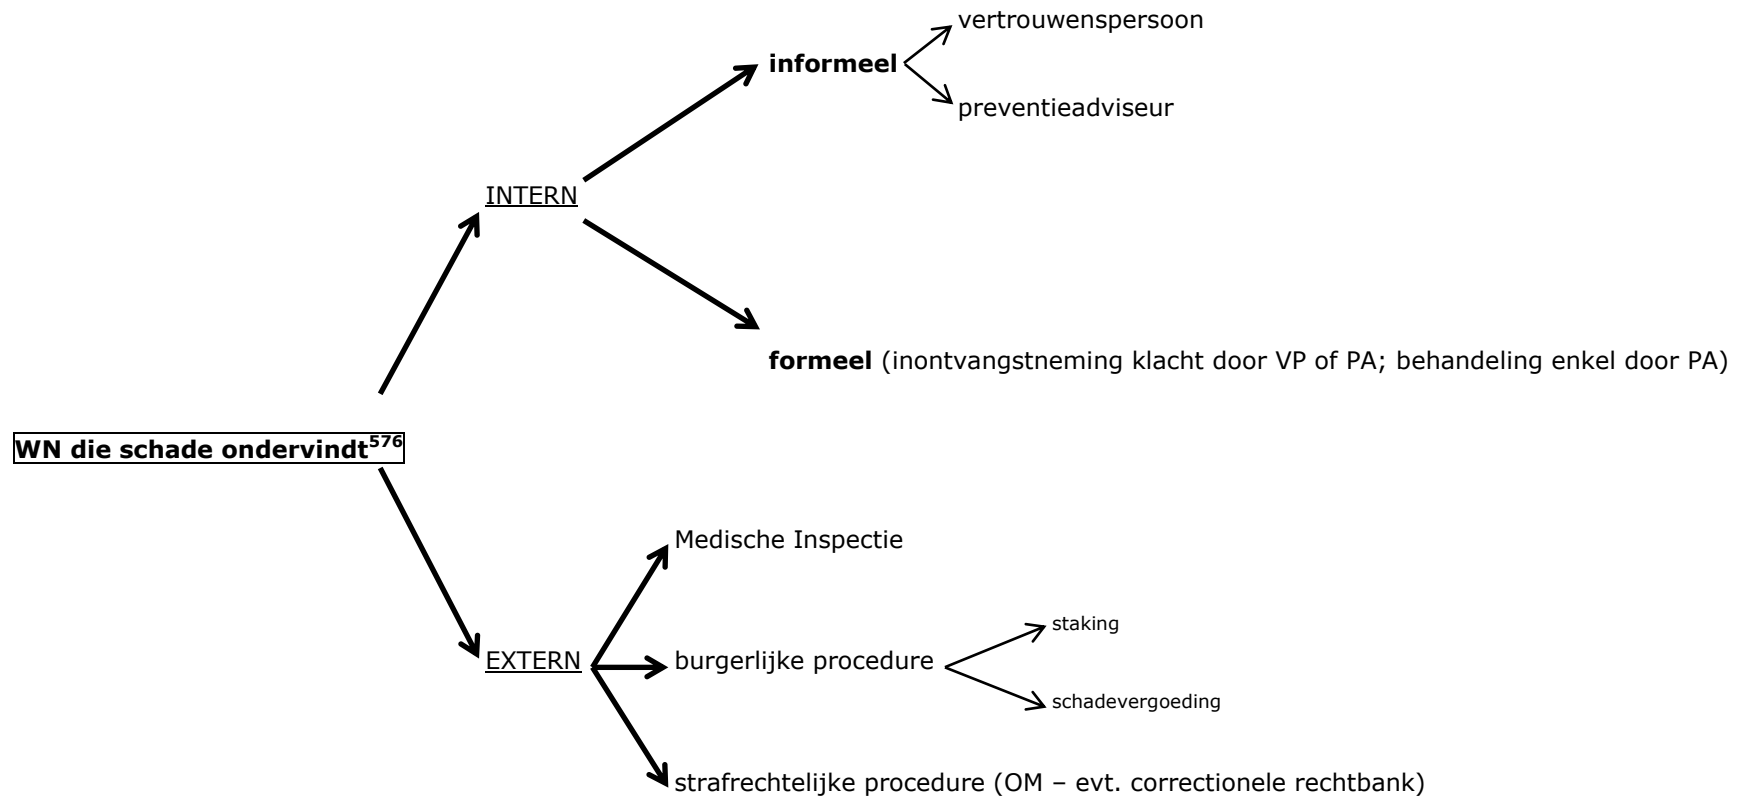 vertrouwenspersoon
informeel
preventieadviseur
INTERN
formeel (inontvangstneming klacht door VP of PA; behandeling enkel door PA)
WN die schade ondervindt576
Medische Inspectie
staking
EXTERN
burgerlijke procedure
schadevergoeding
strafrechtelijke procedure (OM – evt. correctionele rechtbank)